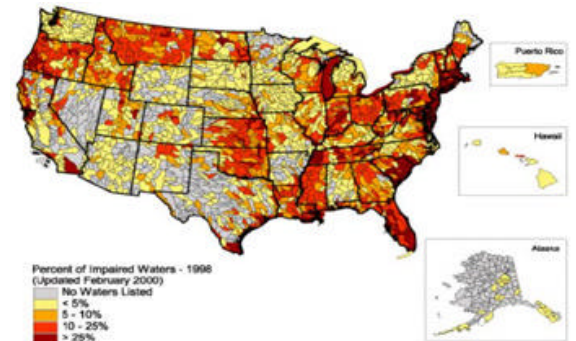 Puerto Rico
Hawaii
Alaska
Percent of Impaired Waters - 1998
(Updated February 2000)
No Waters Listed
< 5%
5 - 10%
10 - 25%
> 25%